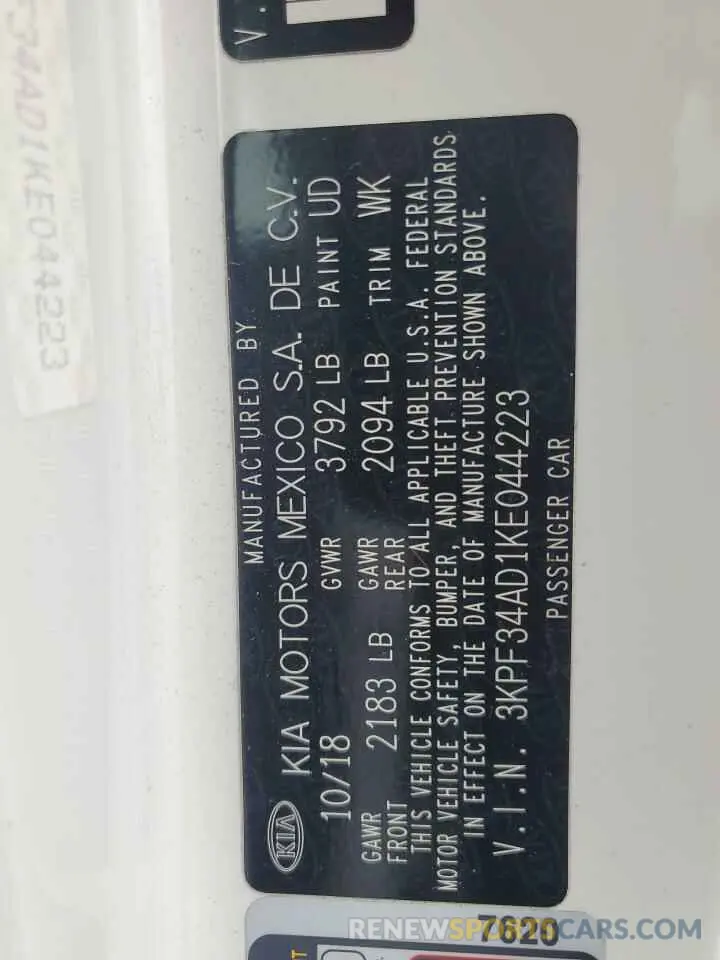 F34AD1KE044223
V.
MANUFACTURED BY
KIA KIA MOTORS MEXICO S.A. DE C.V.
10/18 GVWR 3792 LB PAINT UD
GAWR FRONT 2183 LB GAWR REAR 2094 LB TRIM WK
THIS VEHICLE CONFORMS TO ALL APPLICABLE U.S.A. FEDERAL
MOTOR VEHICLE SAFETY, BUMPER, AND THEFT PREVENTION STANDARDS
IN EFFECT ON THE DATE OF MANUFACTURE SHOWN ABOVE.
V.I.N. 3KPF34AD1KE044223
PASSENGER CAR
RENEWSPORTSCARS.COM